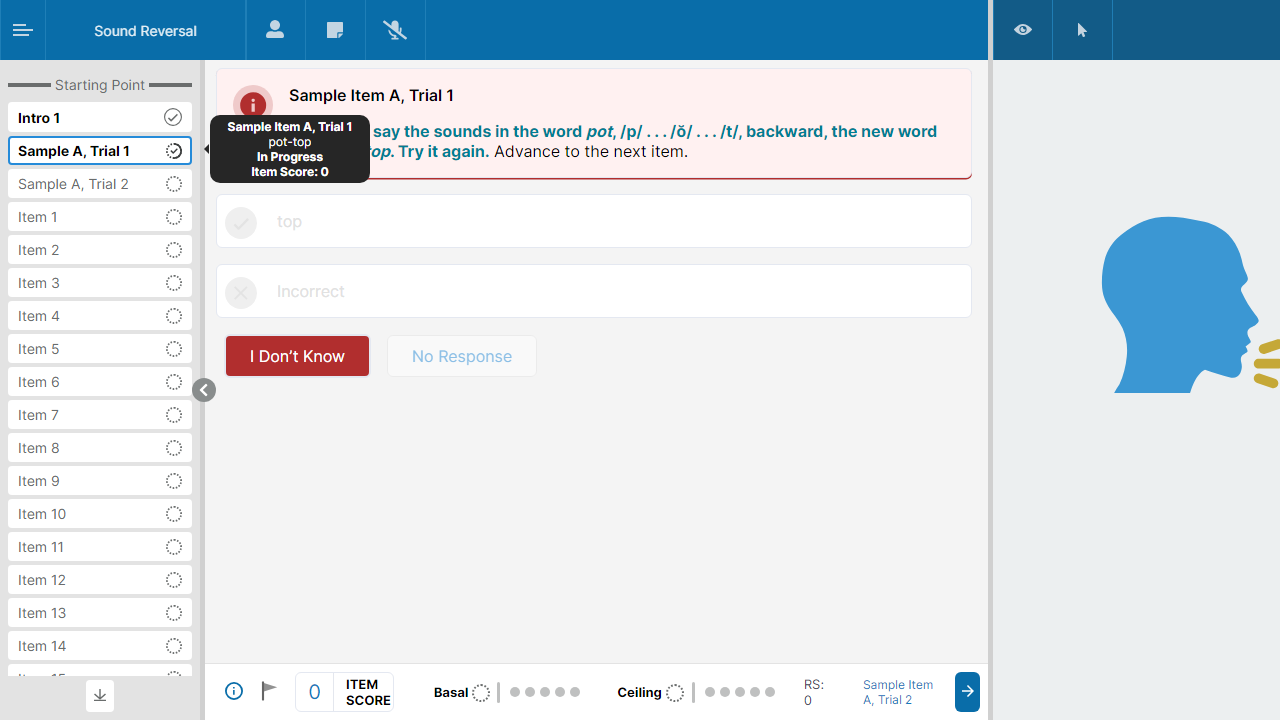 Sound Reversal
Starting Point
Intro 1
Sample A, Trial 1
Sample A, Trial 2
Item 1
Item 2
Item 3
Item 4
Item 5
Item 6
Item 7
Item 8
Item 9
Item 10
Item 11
Item 12
Item 13
Item 14
Sample Item A, Trial 1
say the sounds in the word pot, /p/ . . . /ŏ/ . . . /t/, backward, the new word
op. Try it again. Advance to the next item.
Sample Item A, Trial 1
pot-top
In Progress
Item Score: 0
top
Incorrect
I Don’t Know
No Response
0
ITEM
SCORE
Basal
Ceiling
RS:
0
Sample Item
A, Trial 2